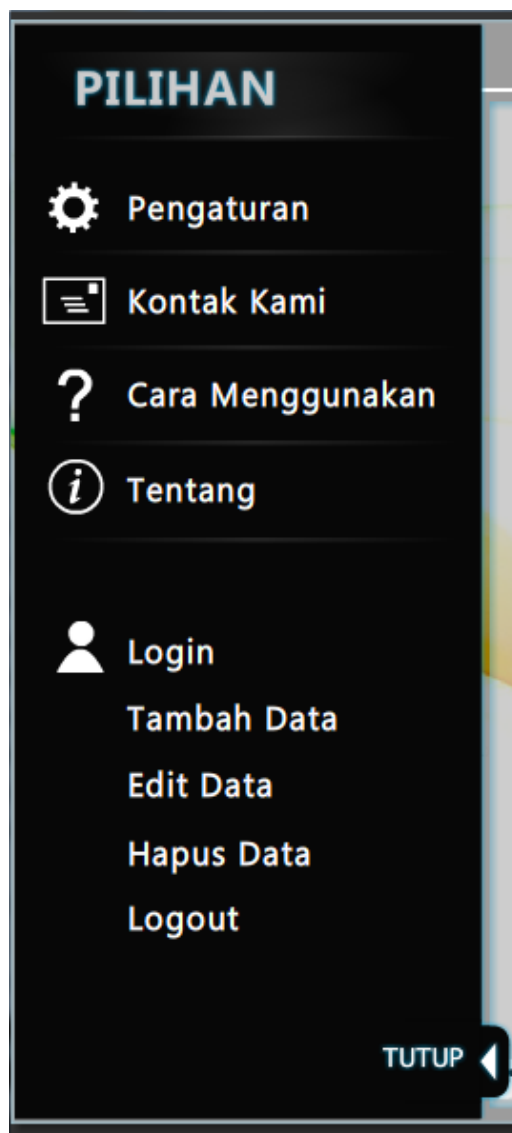 PILIHAN
Pengaturan
Kontak Kami
Cara Menggunakan
Tentang
Login
Tambah Data
Edit Data
Hapus Data
Logout
TUTUP